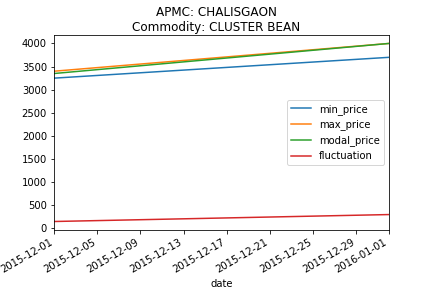 APMC: CHALISGAON
Commodity: CLUSTER BEAN
4000
3500
3000
2500
2000
1500
1000
500
0
min_price
max_price
modal_price
fluctuation
2015-12-01
2015-12-05
2015-12-09
2015-12-13
2015-12-17
2015-12-21
2015-12-25
2015-12-29
2016-01-01
date